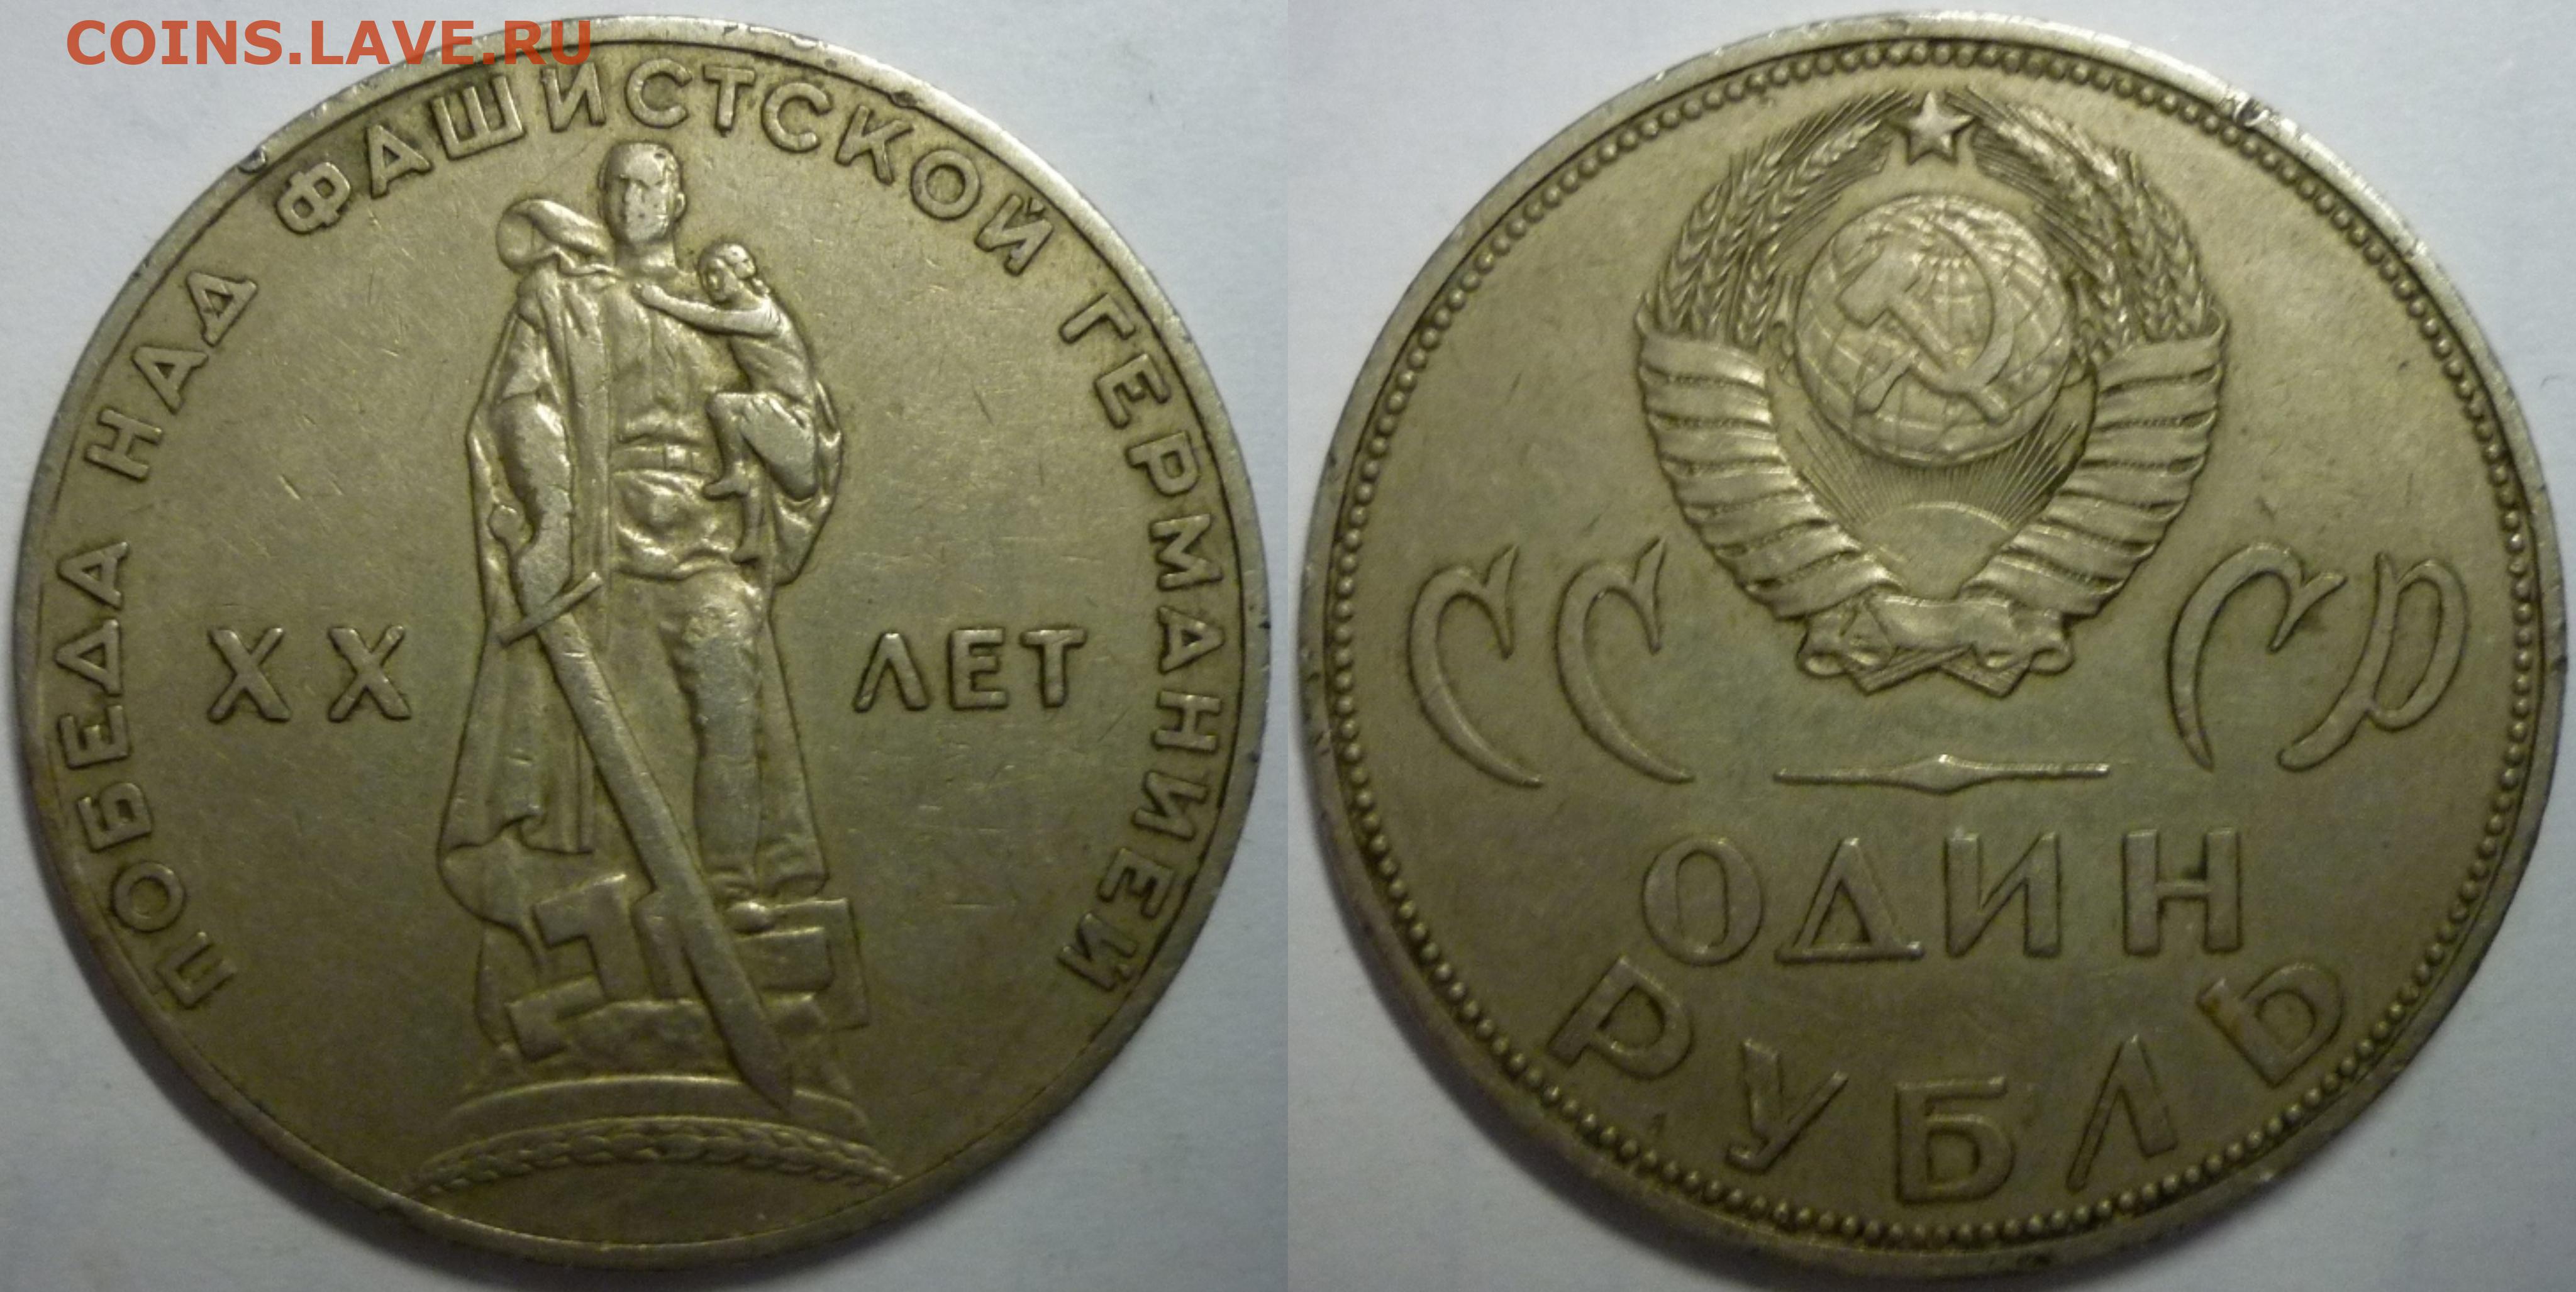 COINS.LAVE.RU
ПОБЕДА НАД ФАШИСТСКОЙ ГЕРМАНИЕЙ
XX ЛЕТ
СССР
ОДИН
РУБЛЬ